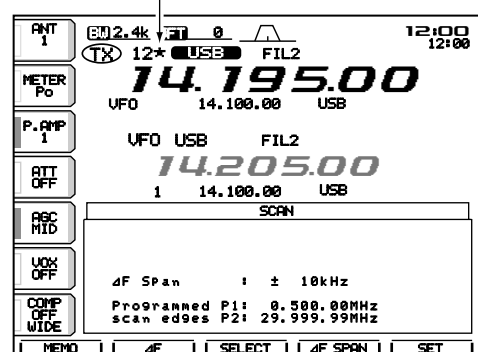 ANT
1
BW 2.4k FT 0
12:00
12:00
TX 12* USB FIL2
14.195.00
METER
Po
VFO 14.100.00 USB
P.AMP
1
VFO USB FIL2
14.205.00
ATT
OFF
1 14.100.00 USB
SCAN
AGC
MID
VOX
OFF
⊿F Span : ± 10kHz
COMP
OFF
WIDE
Programmed P1: 0.500.00MHz
scan edges P2: 29.999.99MHz
MEMO ⊿F SELECT ⊿F SPAN SET